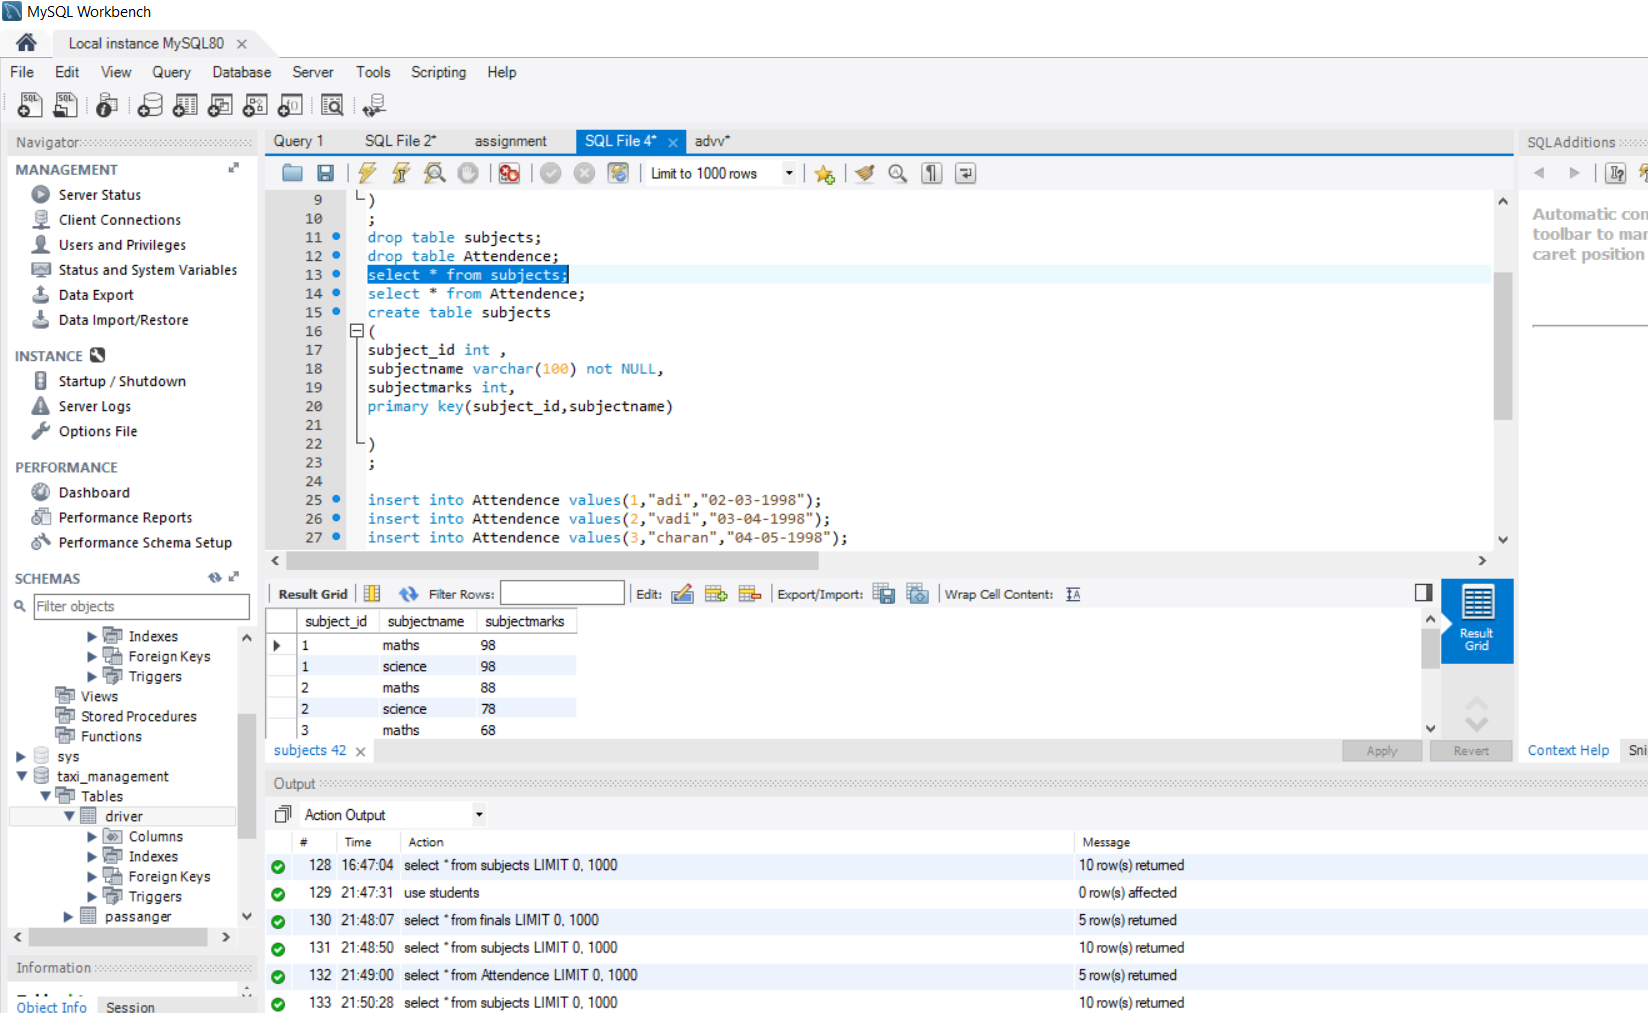 MySQL Workbench
Local instance MySQL80
File Edit View Query Database Server Tools Scripting Help
Navigator
MANAGEMENT
Server Status
Client Connections
Users and Privileges
Status and System Variables
Data Export
Data Import/Restore
INSTANCE
Startup / Shutdown
Server Logs
Options File
PERFORMANCE
Dashboard
Performance Reports
Performance Schema Setup
SCHEMAS
Filter objects
Indexes
Foreign Keys
Triggers
Views
Stored Procedures
Functions
sys
taxi_management
Tables
driver
Columns
Indexes
Foreign Keys
Triggers
passanger
Information
Object Info Session
Query 1 SQL File 2* assignment SQL File 4* advv*
Limit to 1000 rows
9 )
10 ;
11 drop table subjects;
12 drop table Attendence;
13 select * from subjects;
14 select * from Attendence;
15 create table subjects
16 (
17 subject_id int ,
18 subjectname varchar(100) not NULL,
19 subjectmarks int,
20 primary key(subject_id,subjectname)
21
22 )
23 ;
24
25 insert into Attendence values(1,"adi","02-03-1998");
26 insert into Attendence values(2,"vadi","03-04-1998");
27 insert into Attendence values(3,"charan","04-05-1998");
Result Grid Filter Rows: Edit: Export/Import: Wrap Cell Content:
subject_id subjectname subjectmarks
1 maths 98
1 science 98
2 maths 88
2 science 78
3 maths 68
Result
Grid
subjects 42 Apply Revert
Output
Action Output
# Time Action Message
128 16:47:04 select * from subjects LIMIT 0, 1000 10 row(s) returned
129 21:47:31 use students 0 row(s) affected
130 21:48:07 select * from finals LIMIT 0, 1000 5 row(s) returned
131 21:48:50 select * from subjects LIMIT 0, 1000 10 row(s) returned
132 21:49:00 select * from Attendence LIMIT 0, 1000 5 row(s) returned
133 21:50:28 select * from subjects LIMIT 0, 1000 10 row(s) returned
SQLAdditions
Automatic con
toolbar to mar
caret position
Context Help Sni